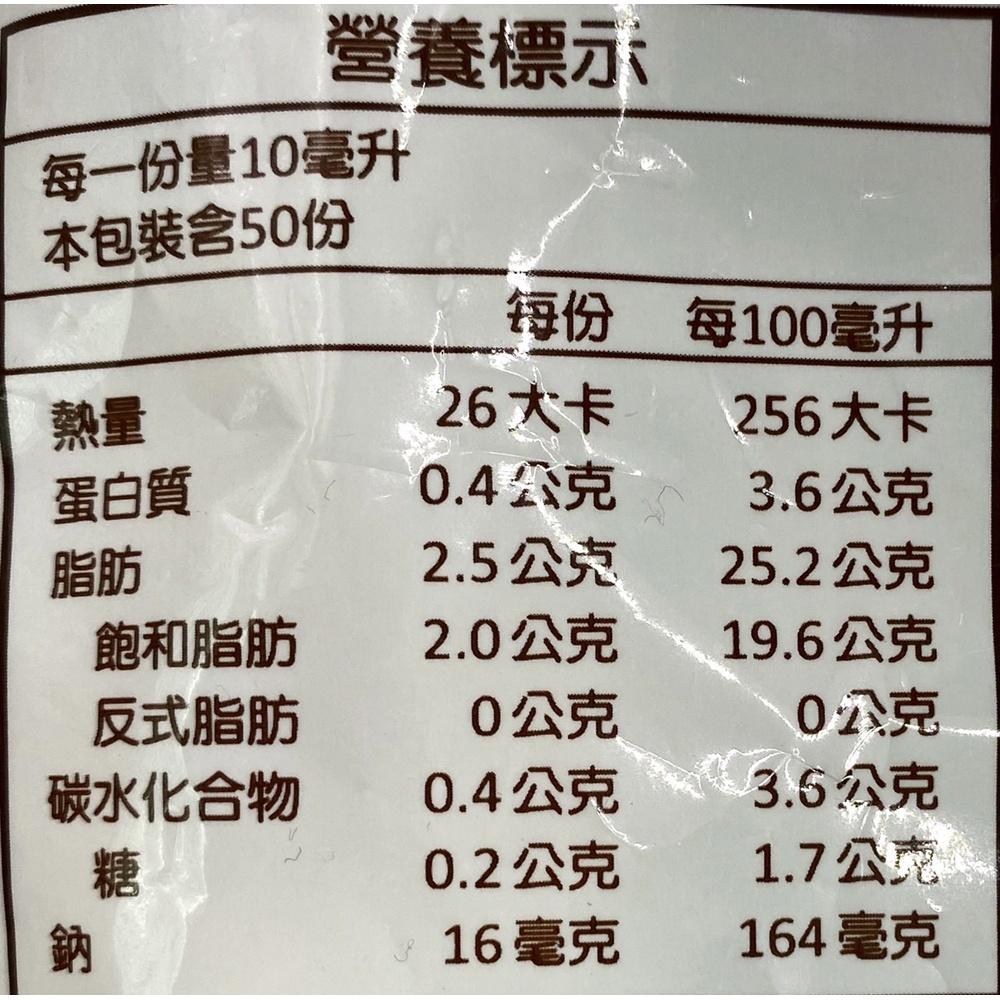 營養標示
每一份量10毫升
本包裝含50份
每份 每100毫升
熱量 26 大卡 256 大卡
蛋白質 0.4 公克 3.6 公克
脂肪 2.5 公克 25.2 公克
飽和脂肪 2.0 公克 19.6 公克
反式脂肪 0 公克 0 公克
碳水化合物 0.4 公克 3.6 公克
糖 0.2 公克 1.7 公克
鈉 16 毫克 164 毫克